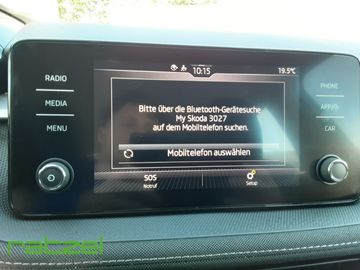 10:15
19.5°C
RADIO
MEDIA
MENU
PHONE
APP/
CAR
Bitte über die Bluetooth-Gerätesuche
My Skoda 3027
auf dem Mobiltelefon suchen.
Mobiltelefon auswählen
SOS
Notruf
Setup
ratzei